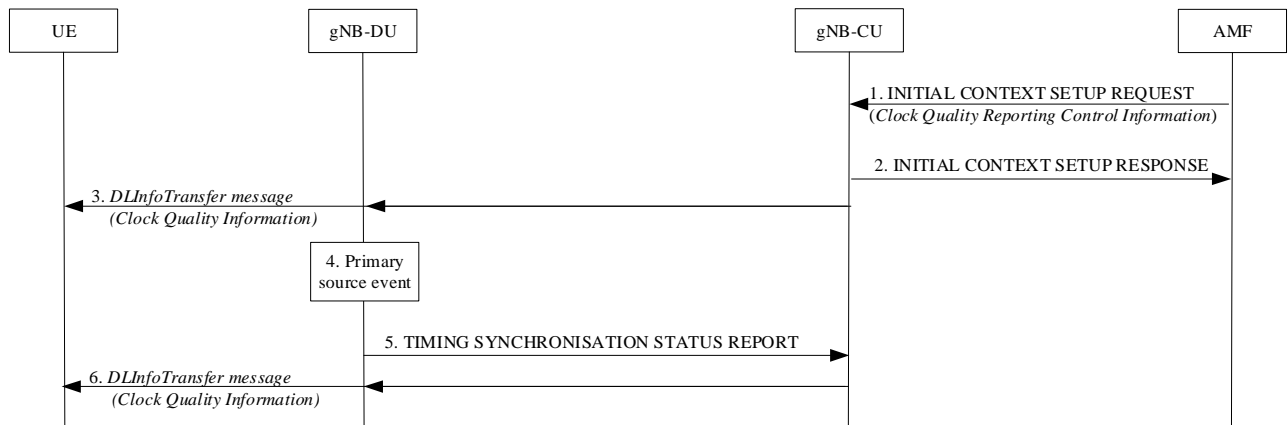 UE
gNB-DU
gNB-CU
AMF
1. INITIAL CONTEXT SETUP REQUEST
(Clock Quality Reporting Control Information)
2. INITIAL CONTEXT SETUP RESPONSE
3. DLInfoTransfer message
(Clock Quality Information)
4. Primary
source event
5. TIMING SYNCHRONISATION STATUS REPORT
6. DLInfoTransfer message
(Clock Quality Information)